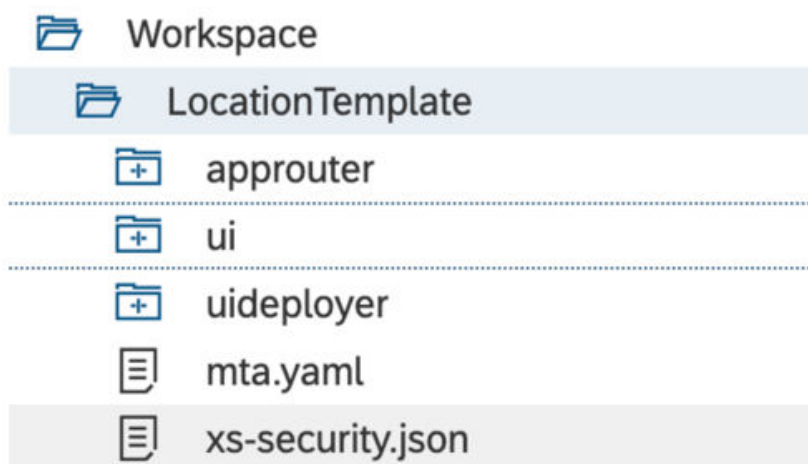 Workspace
LocationTemplate
approuter
ui
uideployer
mta.yaml
xs-security.json